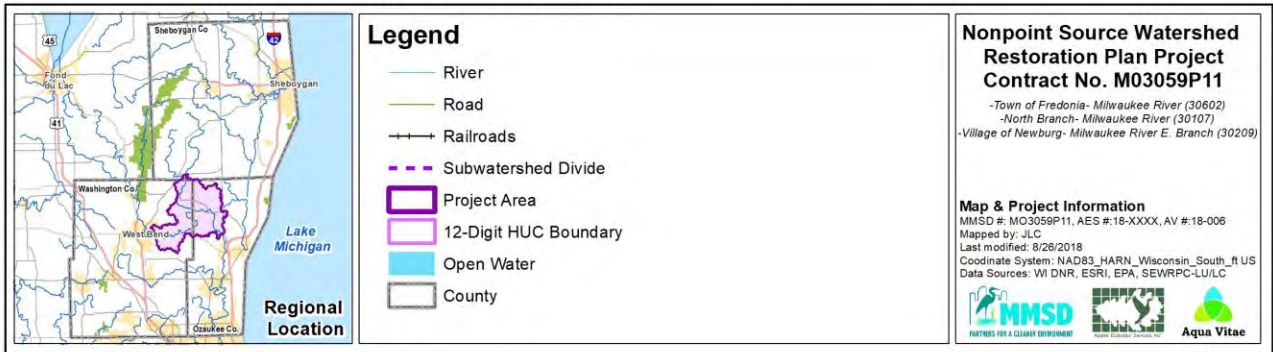 Sheboygan Co
45
42
Fond
du Lac
Sheboygan
41
Washington Co.
West Bend
Lake
Michigan
Regional
Location
Ozaukee Co.
Legend
River
Road
Railroads
Subwatershed Divide
Project Area
12-Digit HUC Boundary
Open Water
County
Nonpoint Source Watershed
Restoration Plan Project
Contract No. M03059P11
-Town of Fredonia- Milwaukee River (30602)
-North Branch- Milwaukee River (30107)
-Village of Newburg- Milwaukee River E. Branch (30209)
Map & Project Information
MMSD #: MO3059P11, AES #:18-XXXX, AV #:18-006
Mapped by: JLC
Last modified: 8/26/2018
Coodinate System: NAD83_HARN_Wisconsin_South_ft US
Data Sources: WI DNR, ESRI, EPA, SEWRPC-LU/LC
MMSD
PARTNERS FOR A CLEANER ENVIRONMENT
Applied Ecological Services, Inc.
Aqua Vitae